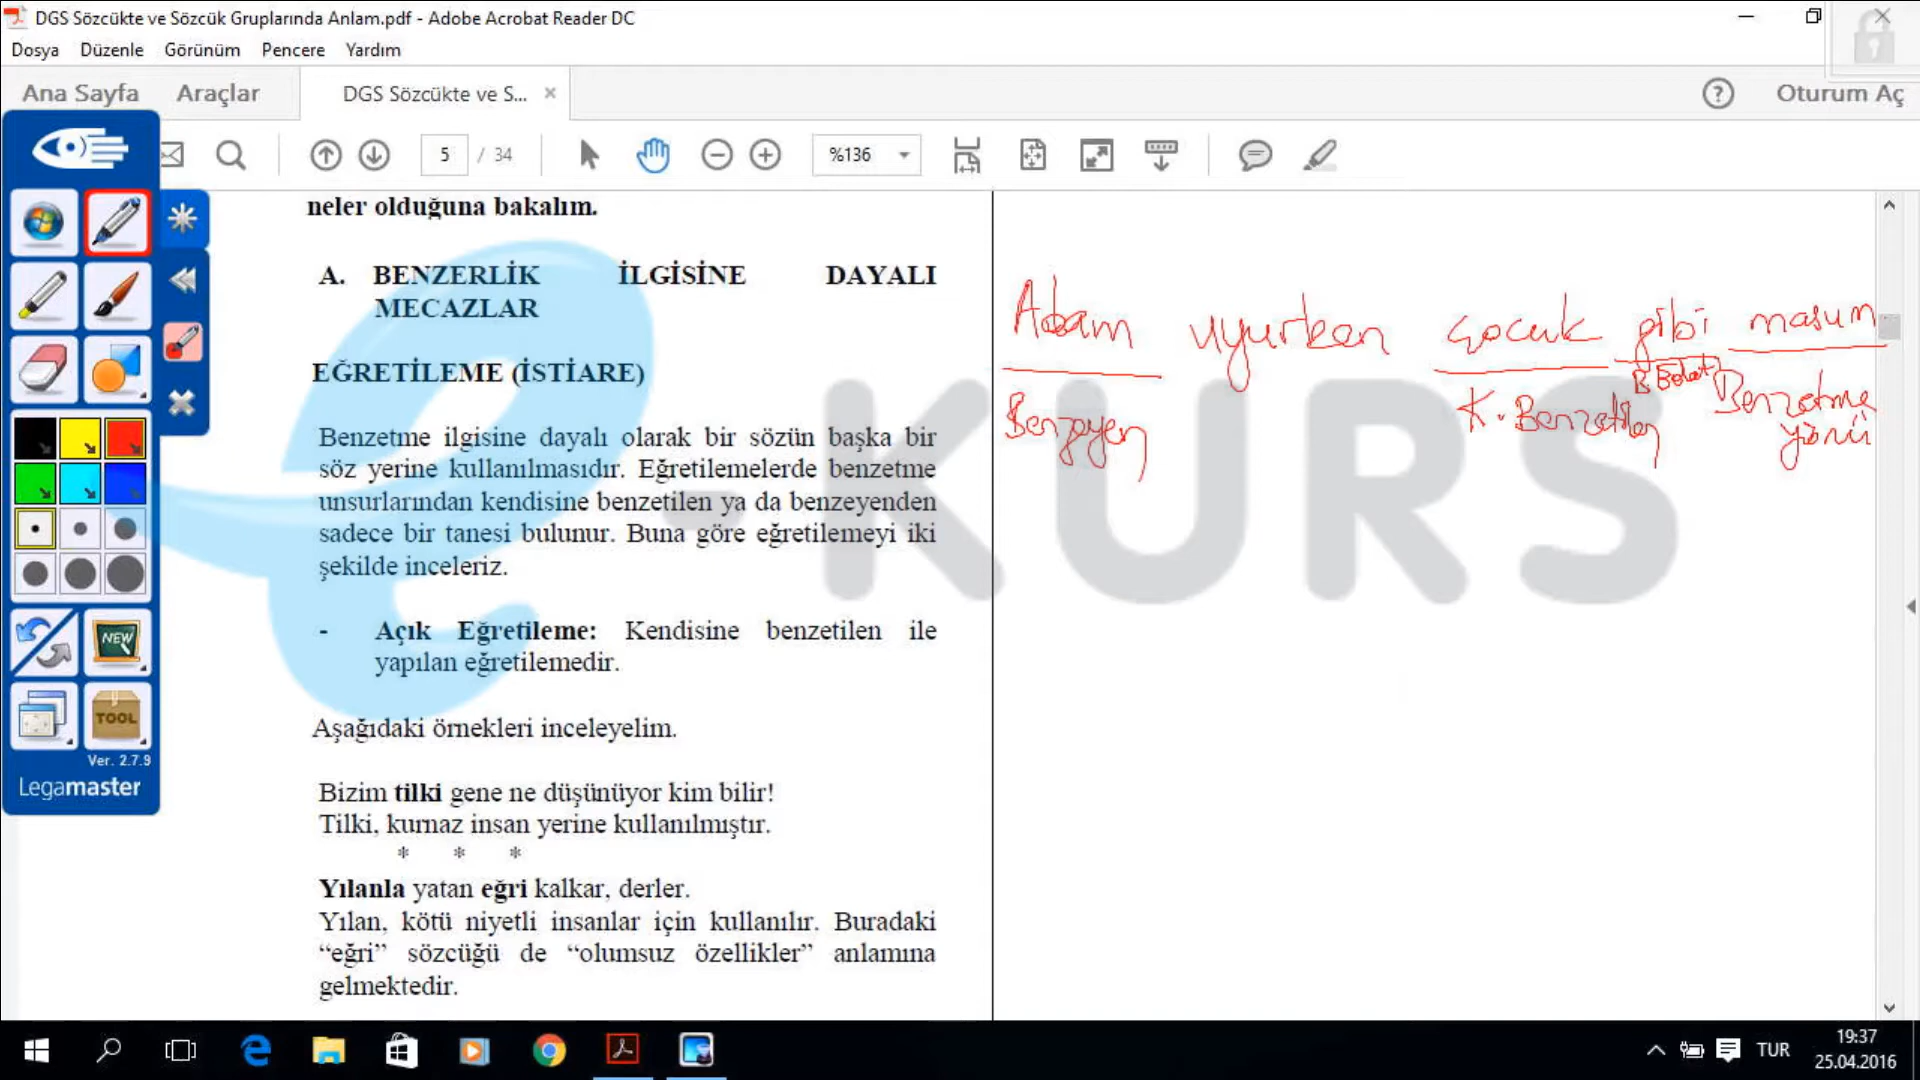 DGS Sözcükte ve Sözcük Gruplarında Anlam.pdf - Adobe Acrobat Reader DC
Dosya Düzenle Görünüm Pencere Yardım
Ana Sayfa Araçlar DGS Sözcükte ve S... Oturum Aç
5 / 34 %136
neler olduğuna bakalım.
A. BENZERLİK İLGİSİNE DAYALI
MECAZLAR
EĞRETİLEME (İSTİARE)
Benzetme ilgisine dayalı olarak bir sözün başka bir
söz yerine kullanılmasıdır. Eğretilemelerde benzetme
unsurlarından kendisine benzetilen ya da benzeyenden
sadece bir tanesi bulunur. Buna göre eğretilemeyi iki
şekilde inceleriz.
- Açık Eğretileme: Kendisine benzetilen ile
yapılan eğretilemedir.
Aşağıdaki örnekleri inceleyelim.
Bizim tilki gene ne düşünüyor kim bilir!
Tilki, kurnaz insan yerine kullanılmıştır.
* * *
Yılanla yatan eğri kalkar, derler.
Yılan, kötü niyetli insanlar için kullanılır. Buradaki
“eğri” sözcüğü de “olumsuz özellikler” anlamına
gelmektedir.
Adam uyurken çocuk gibi masum
Benzeyen K. Benzetilen B. Edat Benzetme
yönü
e-KURS
NEW
TOOL
Ver. 2.7.9
Legamaster
TUR
19:37
25.04.2016